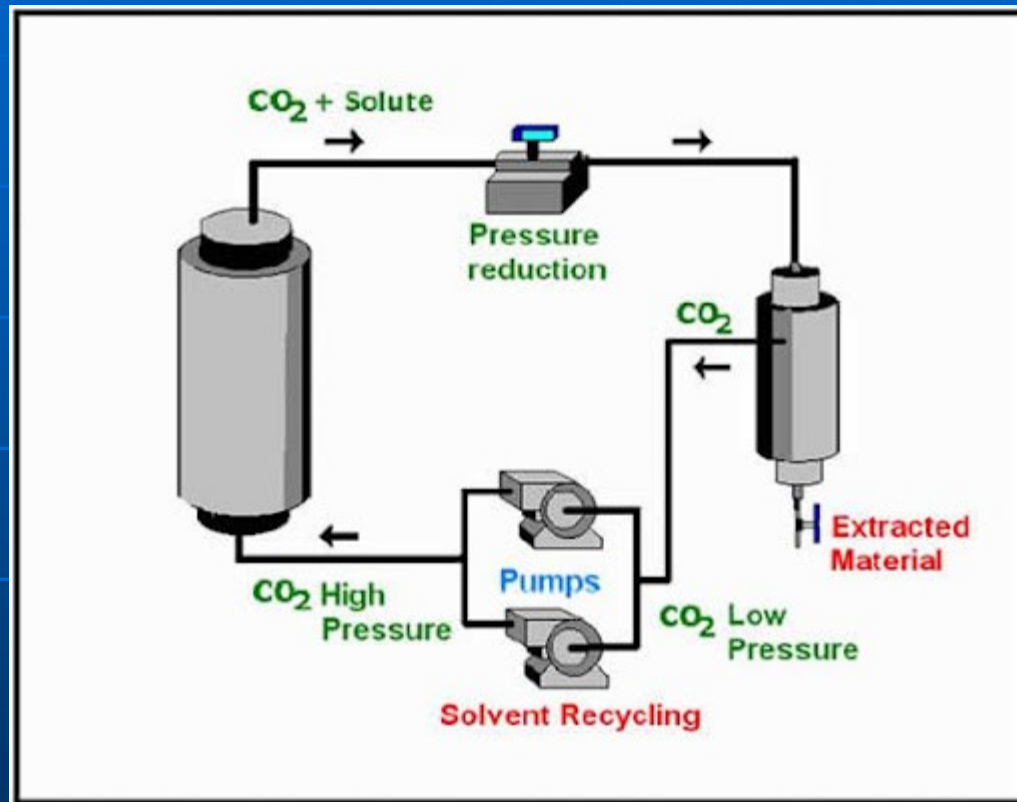 CO2 + Solute
Pressure
reduction
CO2
Extracted
Material
Pumps
CO2 High
Pressure
CO2 Low
Pressure
Solvent Recycling